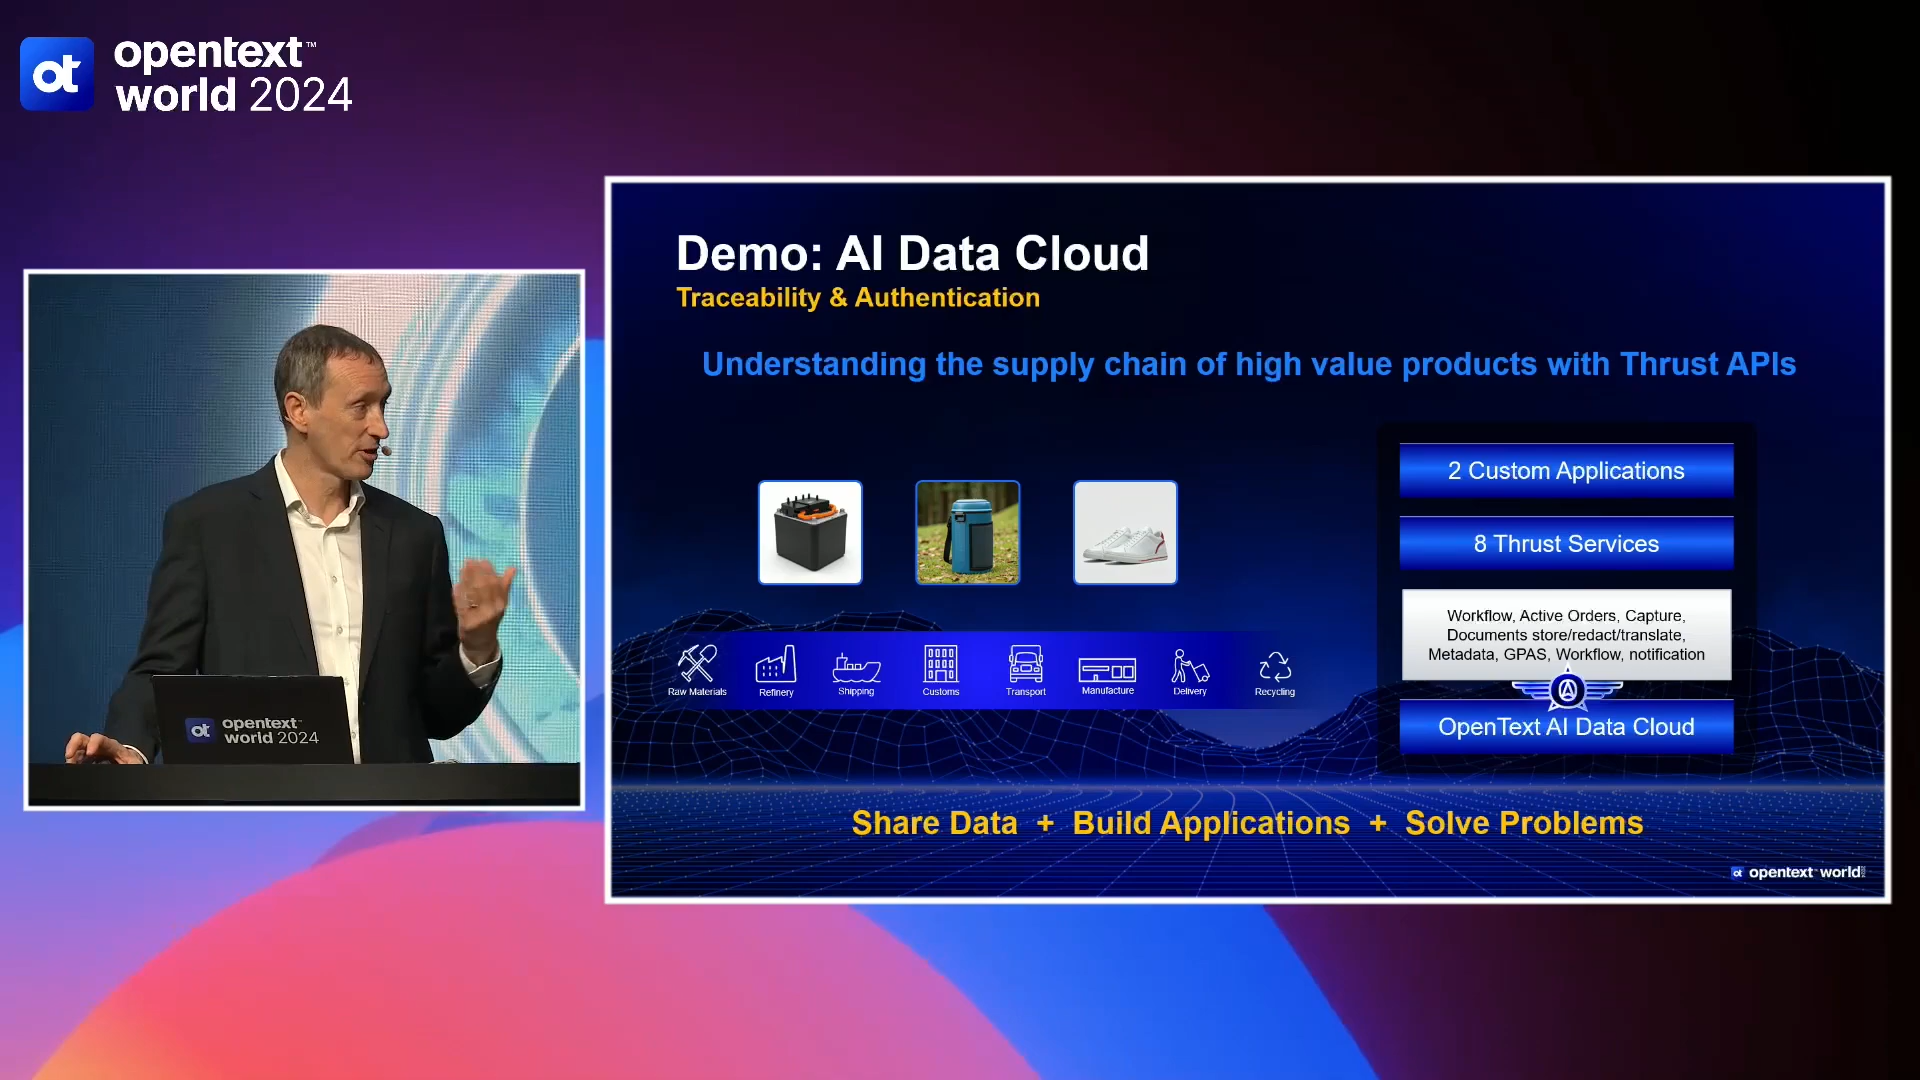 opentext™
world 2024
Demo: AI Data Cloud
Traceability & Authentication
Understanding the supply chain of high value products with Thrust APIs
2 Custom Applications
8 Thrust Services
Workflow, Active Orders, Capture,
Documents store/redact/translate,
Metadata, GPAS, Workflow, notification
OpenText AI Data Cloud
Raw Materials
Refinery
Shipping
Customs
Transport
Manufacture
Delivery
Recycling
Share Data + Build Applications + Solve Problems
opentext world
opentext
world 2024